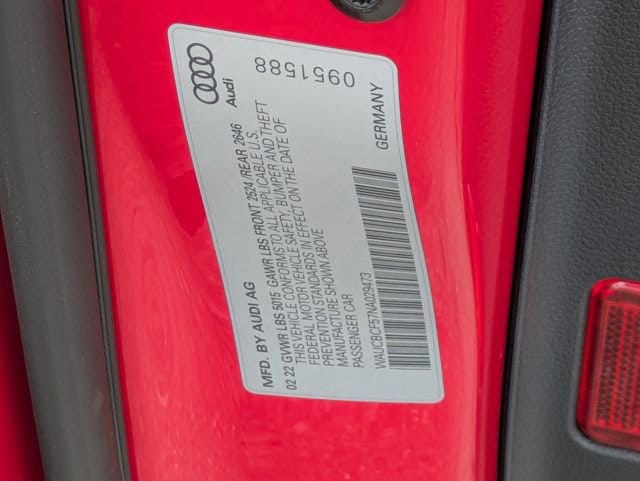 Audi
0951588
MFD. BY AUDI AG
02 22 GVWR LBS 5015 GAWR LBS FRONT 2524 /REAR 2646
THIS VEHICLE CONFORMS TO ALL APPLICABLE U.S.
FEDERAL MOTOR VEHICLE SAFETY, BUMPER AND THEFT
PREVENTION STANDARDS IN EFFECT ON THE DATE OF
MANUFACTURE SHOWN ABOVE
PASSENGER CAR
GERMANY
WAUCBCF57NA029473